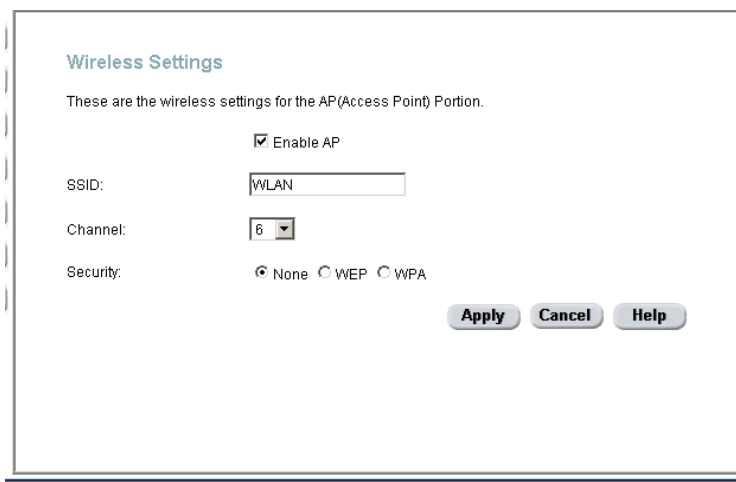 Wireless Settings
These are the wireless settings for the AP(Access Point) Portion.
Enable AP
SSID: WLAN
Channel: 6
Security: None WEP WPA
Apply Cancel Help